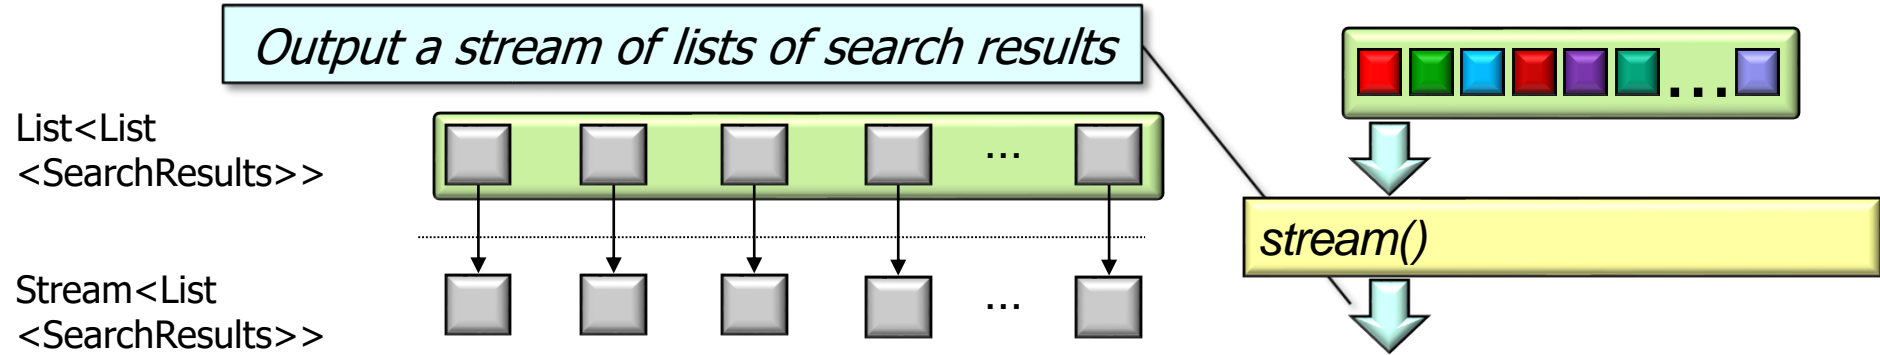 Output a stream of lists of search results
...
List<List
<SearchResults>>
...
stream()
Stream<List
<SearchResults>>
...